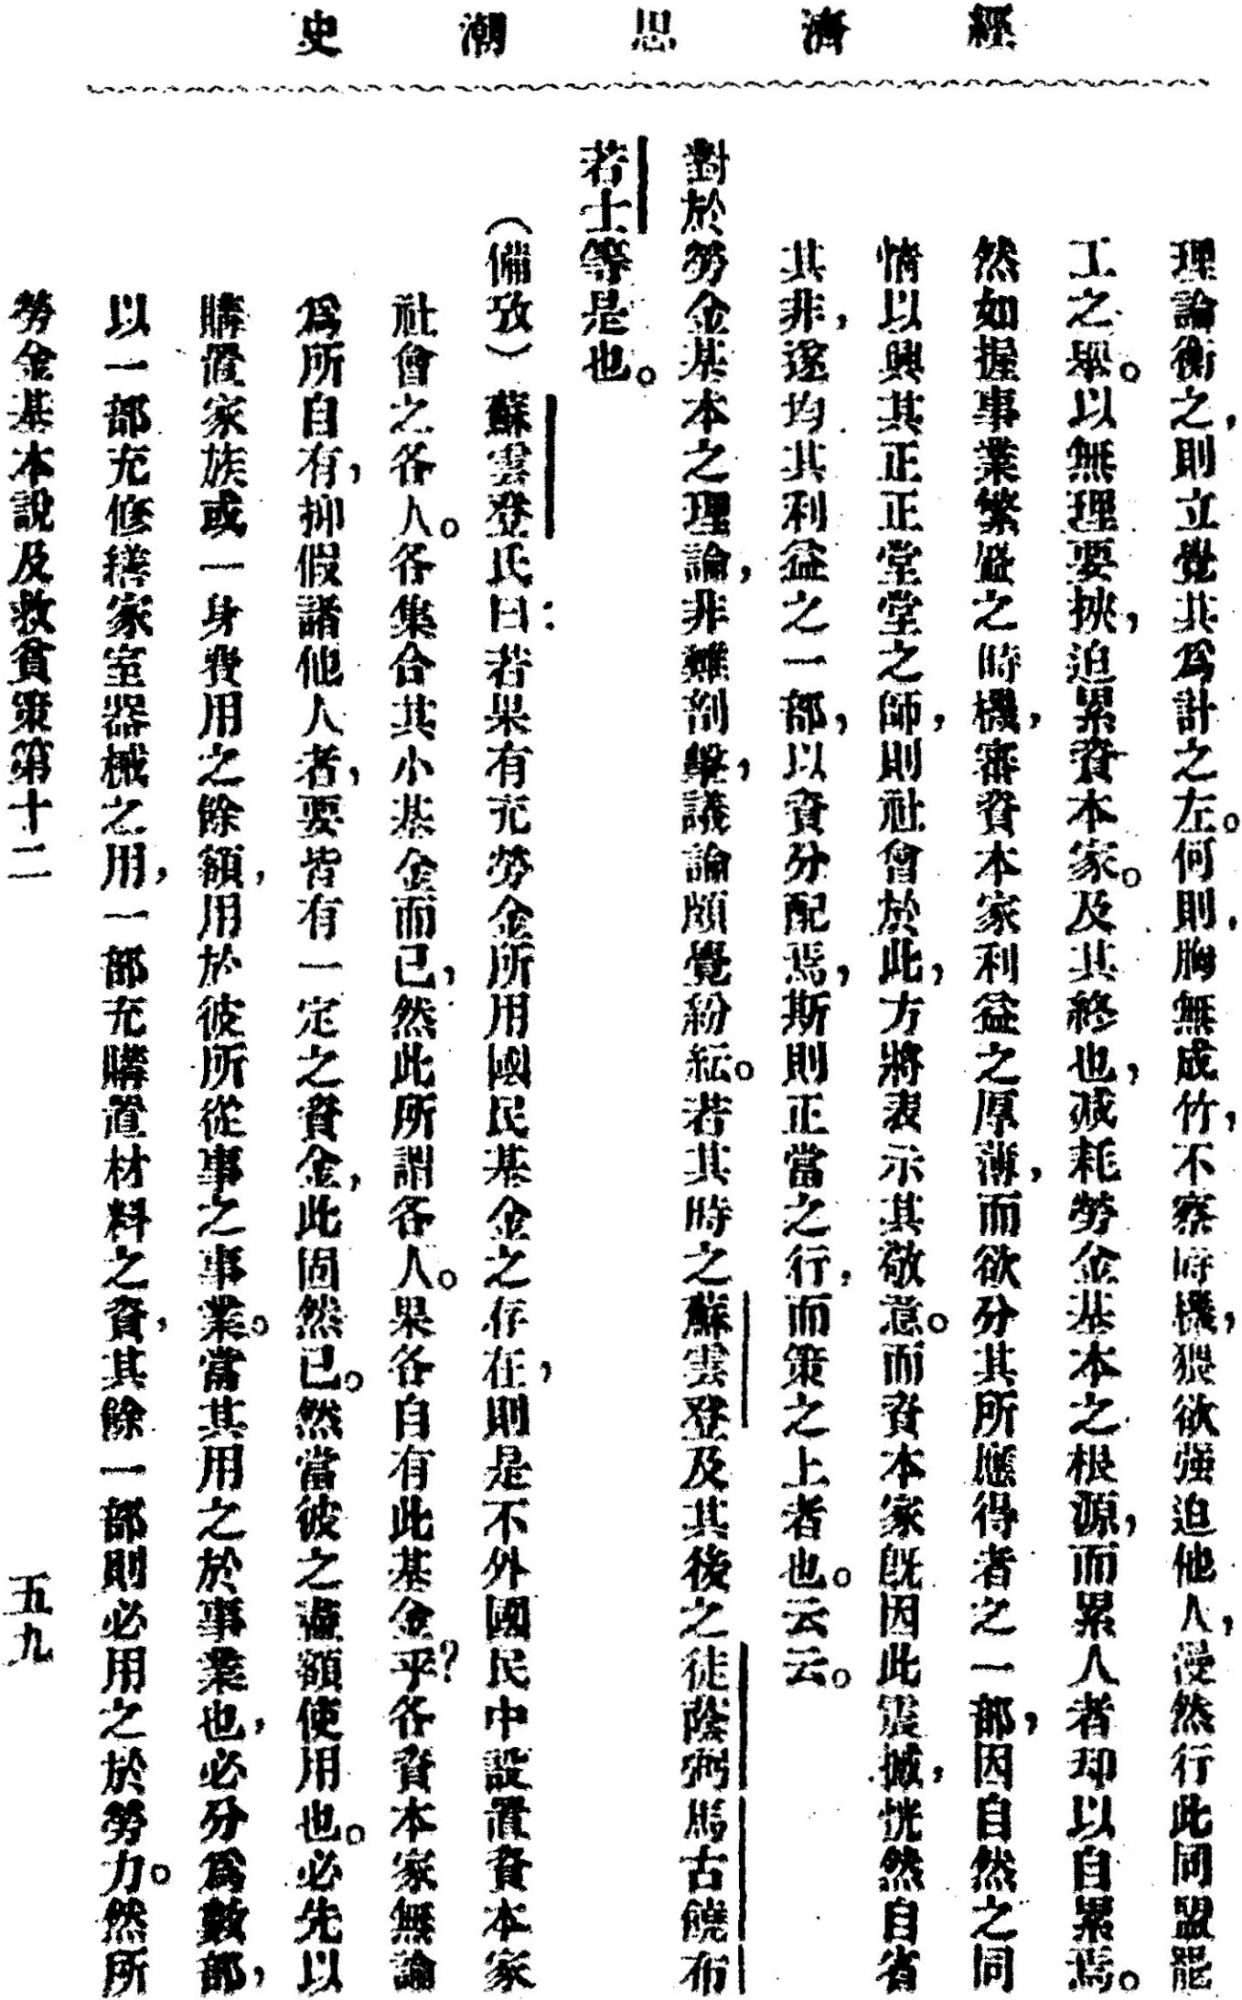 經濟思潮史
理論衡之,則立覺其爲計之左。何則,胸無成竹,不察時機,猥欲强迫他人,漫然行此同盟罷
工之舉。以無理要挾,迫累資本家。及其終也,减耗勞金基本之根源,而累人者却以自累焉。
然如握事業繁盛之時機,審資本家利益之厚薄,而欲分其所應得者之一部,因自然之同
情以興其正正堂堂之師,則社會於此,方將表示其敬意。而資本家既因此震撼,恍然自省
其非,遂均其利益之一部,以資分配焉,斯則正當之行,而策之上者也。云云。
對於勞金基本之理論,非難剖擊,議論頗覺紛紜。若其時之蘇雲登及其後之徒蔭弼馬古饒布
若士等是也。
(備攷)蘇雲登氏曰:若果有充勞金所用國民基金之存在,則是不外國民中設置資本家
社會之各人。各集合其小基金而已,然此所謂各人。果各自有此基金乎?各資本家無論
爲所自有,抑假諸他人者,要皆有一定之資金,此固然已。然當彼之盡額使用也。必先以
購置家族或一身費用之餘額,用於彼所從事之事業。當其用之於事業也,必分爲數部,
以一部充修繕家室器械之用,一部充購置材料之資,其餘一部則必用之於勞力。然所
勞金基本說及救貧策第十二
五九